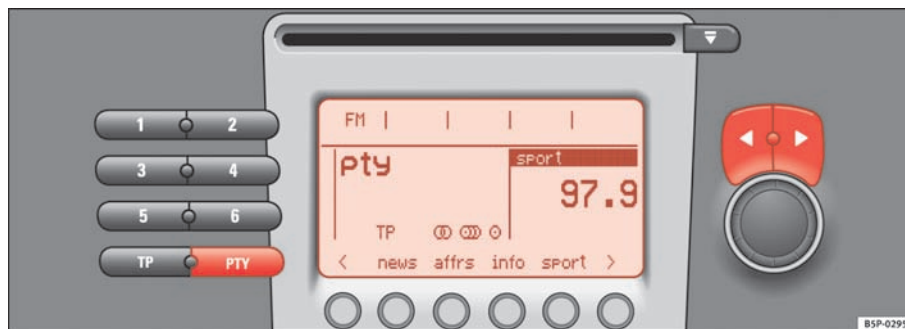 FM
pty
sport
97.9
TP
< news affrs info sport >
1 2
3 4
5 6
TP PTY
B5P-0295